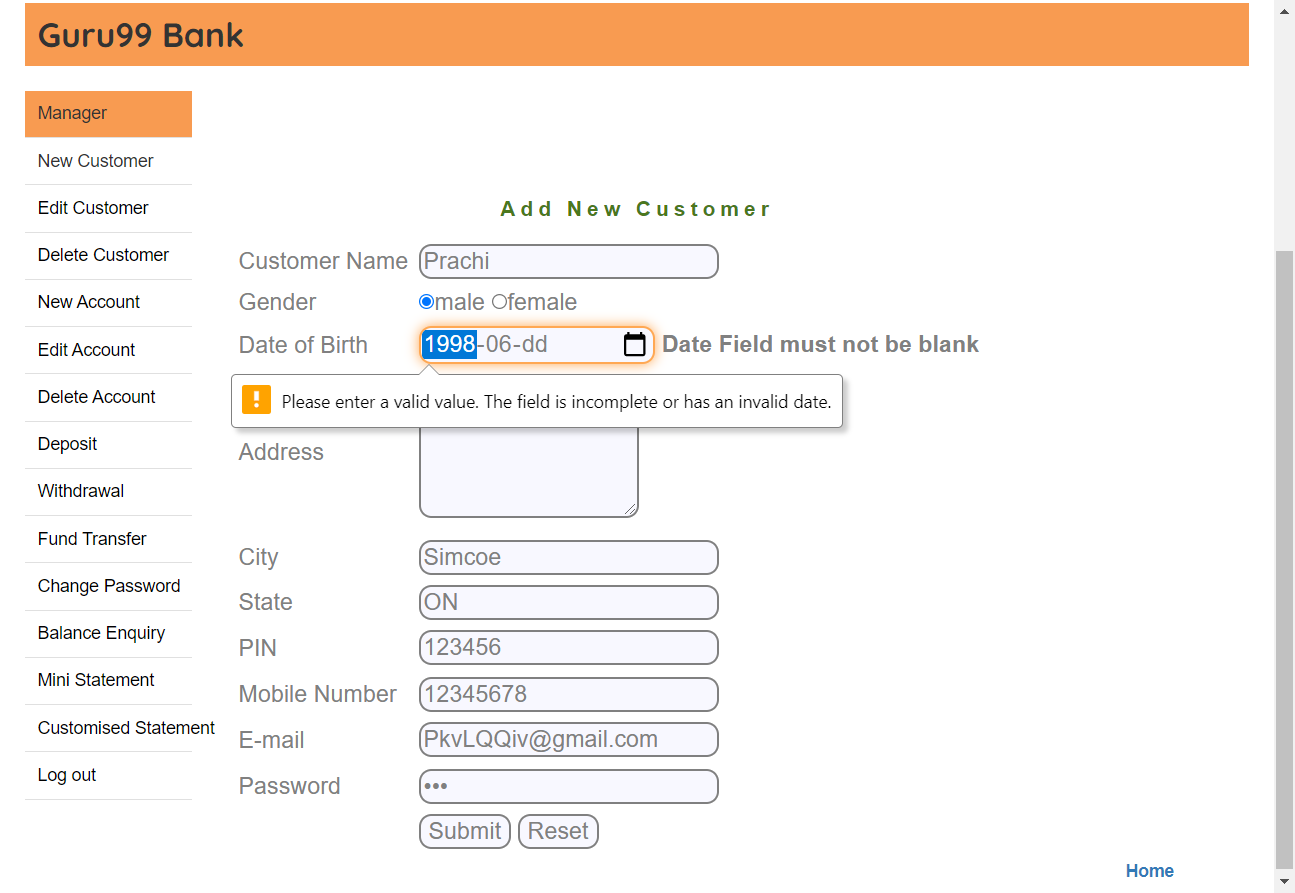 Guru99 Bank
Manager
New Customer
Edit Customer
Delete Customer
New Account
Edit Account
Delete Account
Deposit
Withdrawal
Fund Transfer
Change Password
Balance Enquiry
Mini Statement
Customised Statement
Log out
Add New Customer
Customer Name Prachi
Gender male female
Date of Birth 1998-06-dd Date Field must not be blank
! Please enter a valid value. The field is incomplete or has an invalid date.
Address
City Simcoe
State ON
PIN 123456
Mobile Number 12345678
E-mail PkvLQQiv@gmail.com
Password •••
Submit Reset
Home